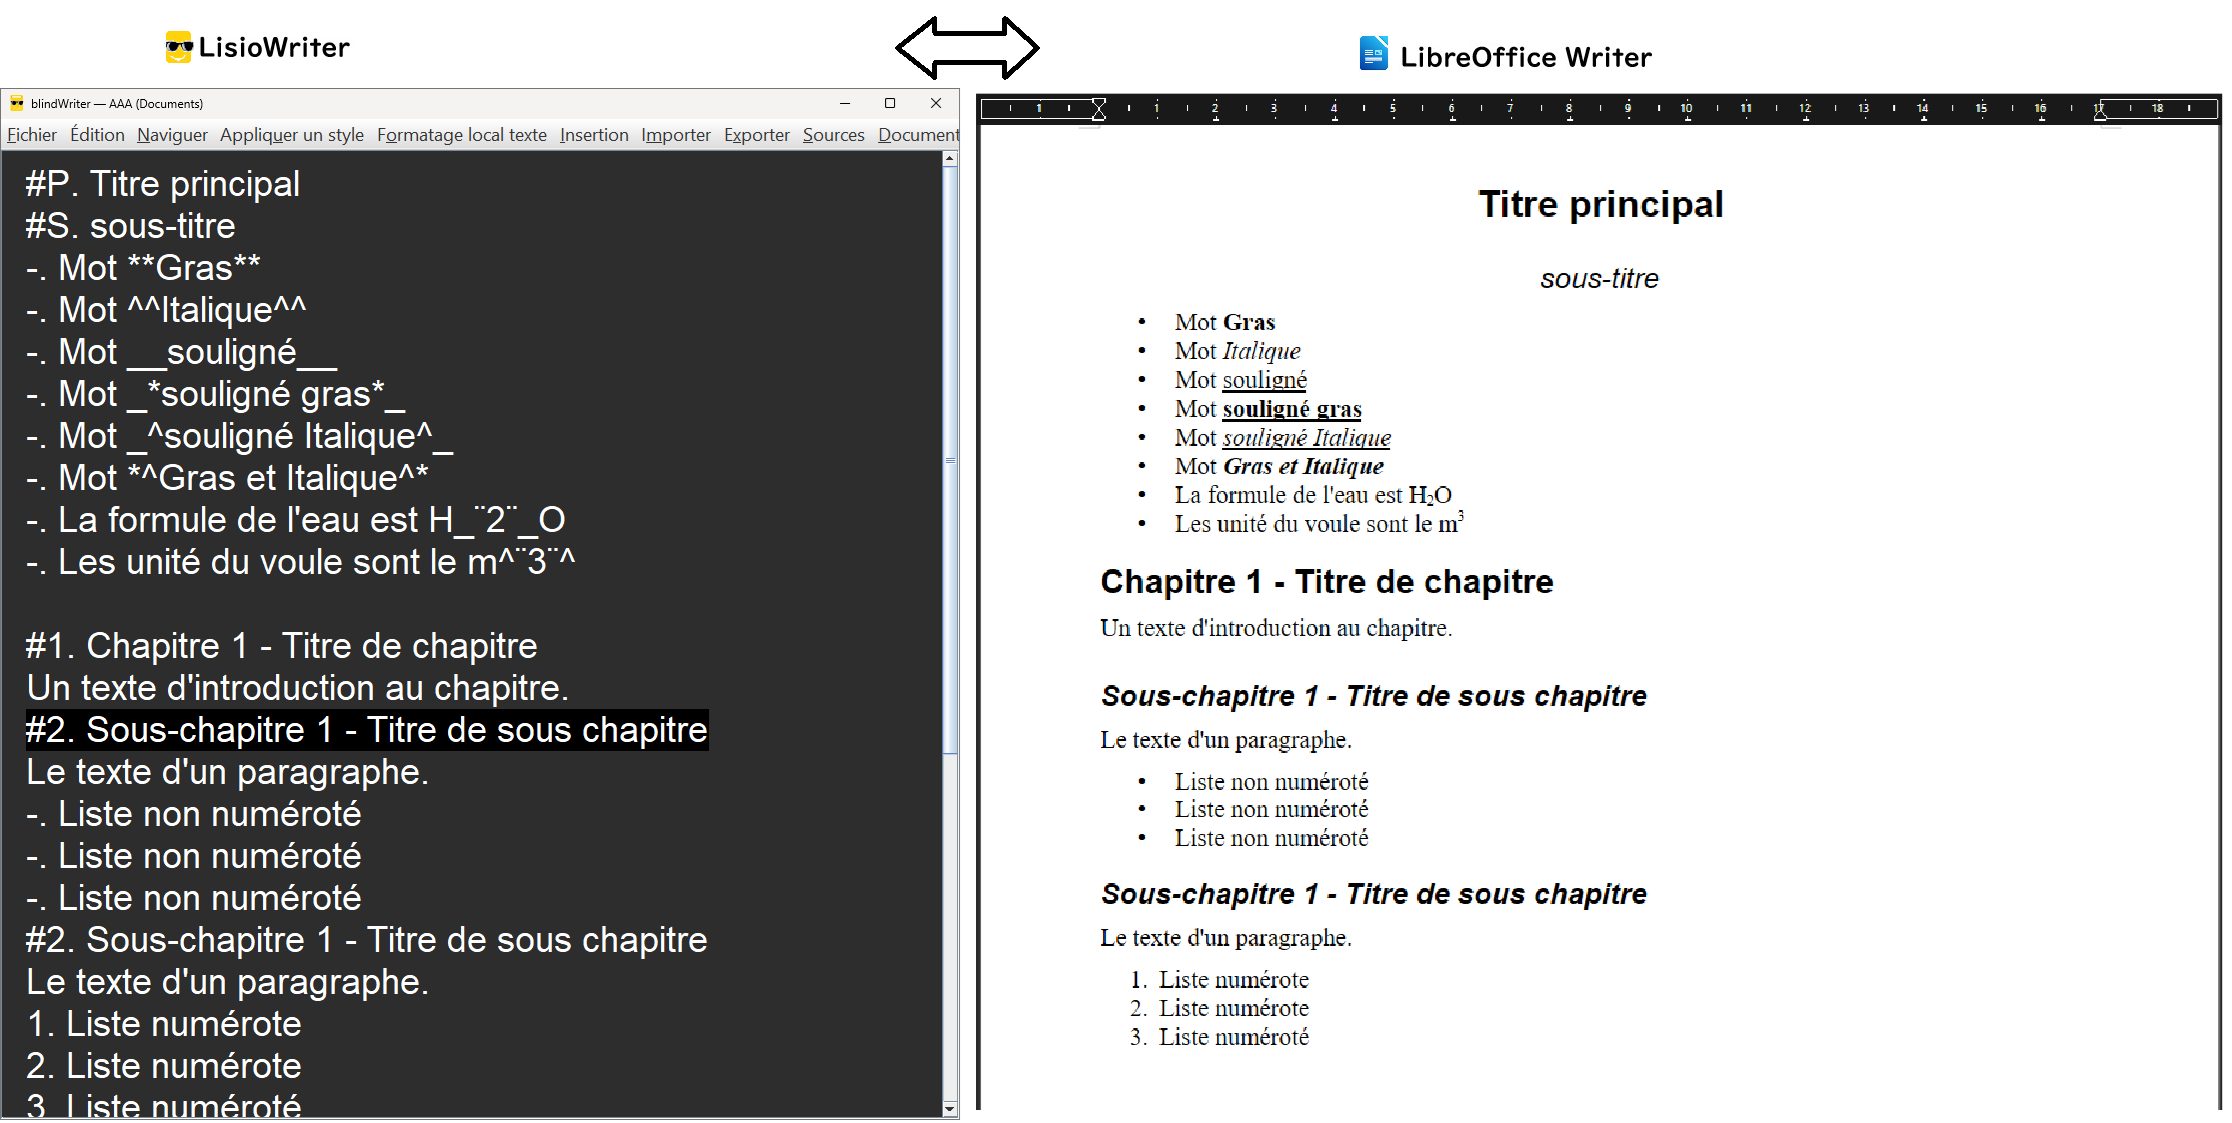 LisioWriter
LibreOffice Writer
blindWriter — AAA (Documents)
Fichier Édition Naviguer Appliquer un style Formatage local texte Insertion Importer Exporter Sources Document
#P. Titre principal
#S. sous-titre
-. Mot **Gras**
-. Mot ^^Italique^^
-. Mot __souligné__
-. Mot _*souligné gras*_
-. Mot _^souligné Italique^_
-. Mot *^Gras et Italique^*
-. La formule de l'eau est H_¨2¨_O
-. Les unité du voule sont le m^¨3¨^
#1. Chapitre 1 - Titre de chapitre
Un texte d'introduction au chapitre.
#2. Sous-chapitre 1 - Titre de sous chapitre
Le texte d'un paragraphe.
-. Liste non numéroté
-. Liste non numéroté
-. Liste non numéroté
#2. Sous-chapitre 1 - Titre de sous chapitre
Le texte d'un paragraphe.
1. Liste numérote
2. Liste numérote
3. Liste numéroté
1 1 2 3 4 5 6 7 8 9 10 11 12 13 14 15 16 17 18
Titre principal
sous-titre
• Mot Gras
• Mot Italique
• Mot souligné
• Mot souligné gras
• Mot souligné Italique
• Mot Gras et Italique
• La formule de l'eau est H₂O
• Les unité du voule sont le m³
Chapitre 1 - Titre de chapitre
Un texte d'introduction au chapitre.
Sous-chapitre 1 - Titre de sous chapitre
Le texte d'un paragraphe.
• Liste non numéroté
• Liste non numéroté
• Liste non numéroté
Sous-chapitre 1 - Titre de sous chapitre
Le texte d'un paragraphe.
1. Liste numérote
2. Liste numérote
3. Liste numéroté